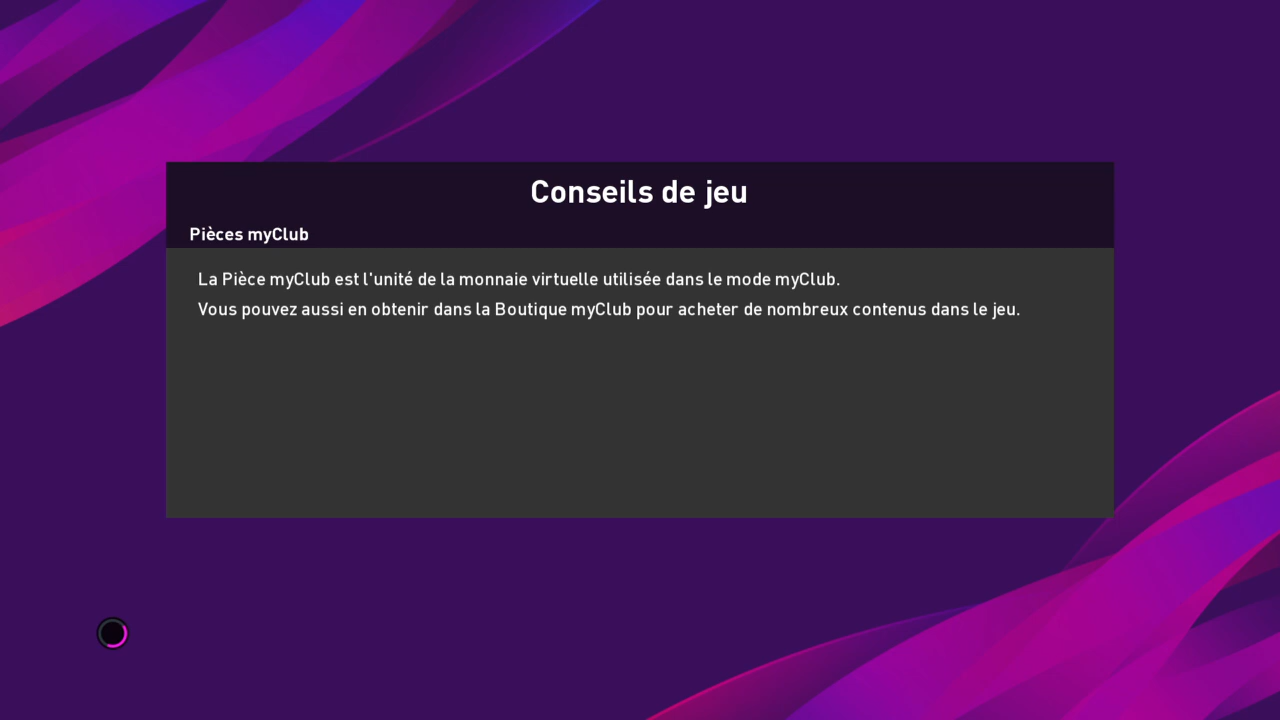 Conseils de jeu
Pièces myClub
La Pièce myClub est l'unité de la monnaie virtuelle utilisée dans le mode myClub.
Vous pouvez aussi en obtenir dans la Boutique myClub pour acheter de nombreux contenus dans le jeu.